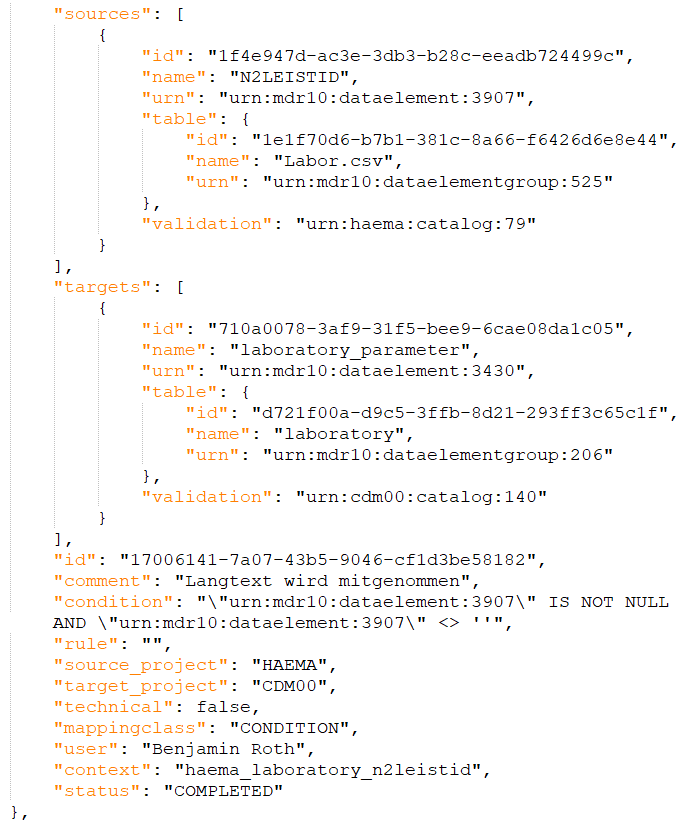 "sources": [
{
"id": "1f4e947d-ac3e-3db3-b28c-eeadb724499c",
"name": "N2LEISTID",
"urn": "urn:mdr10:dataelement:3907",
"table": {
"id": "1e1f70d6-b7b1-381c-8a66-f6426d6e8e44",
"name": "Labor.csv",
"urn": "urn:mdr10:dataelementgroup:525"
},
"validation": "urn:haema:catalog:79"
}
],
"targets": [
{
"id": "710a0078-3af9-31f5-bee9-6cae08da1c05",
"name": "laboratory_parameter",
"urn": "urn:mdr10:dataelement:3430",
"table": {
"id": "d721f00a-d9c5-3ffb-8d21-293ff3c65c1f",
"name": "laboratory",
"urn": "urn:mdr10:dataelementgroup:206"
},
"validation": "urn:cdm00:catalog:140"
}
],
"id": "17006141-7a07-43b5-9046-cf1d3be58182",
"comment": "Langtext wird mitgenommen",
"condition": "\"urn:mdr10:dataelement:3907\" IS NOT NULL
AND \"urn:mdr10:dataelement:3907\" <> ''",
"rule": "",
"source_project": "HAEMA",
"target_project": "CDM00",
"technical": false,
"mappingclass": "CONDITION",
"user": "Benjamin Roth",
"context": "haema_laboratory_n2leistid",
"status": "COMPLETED"
},